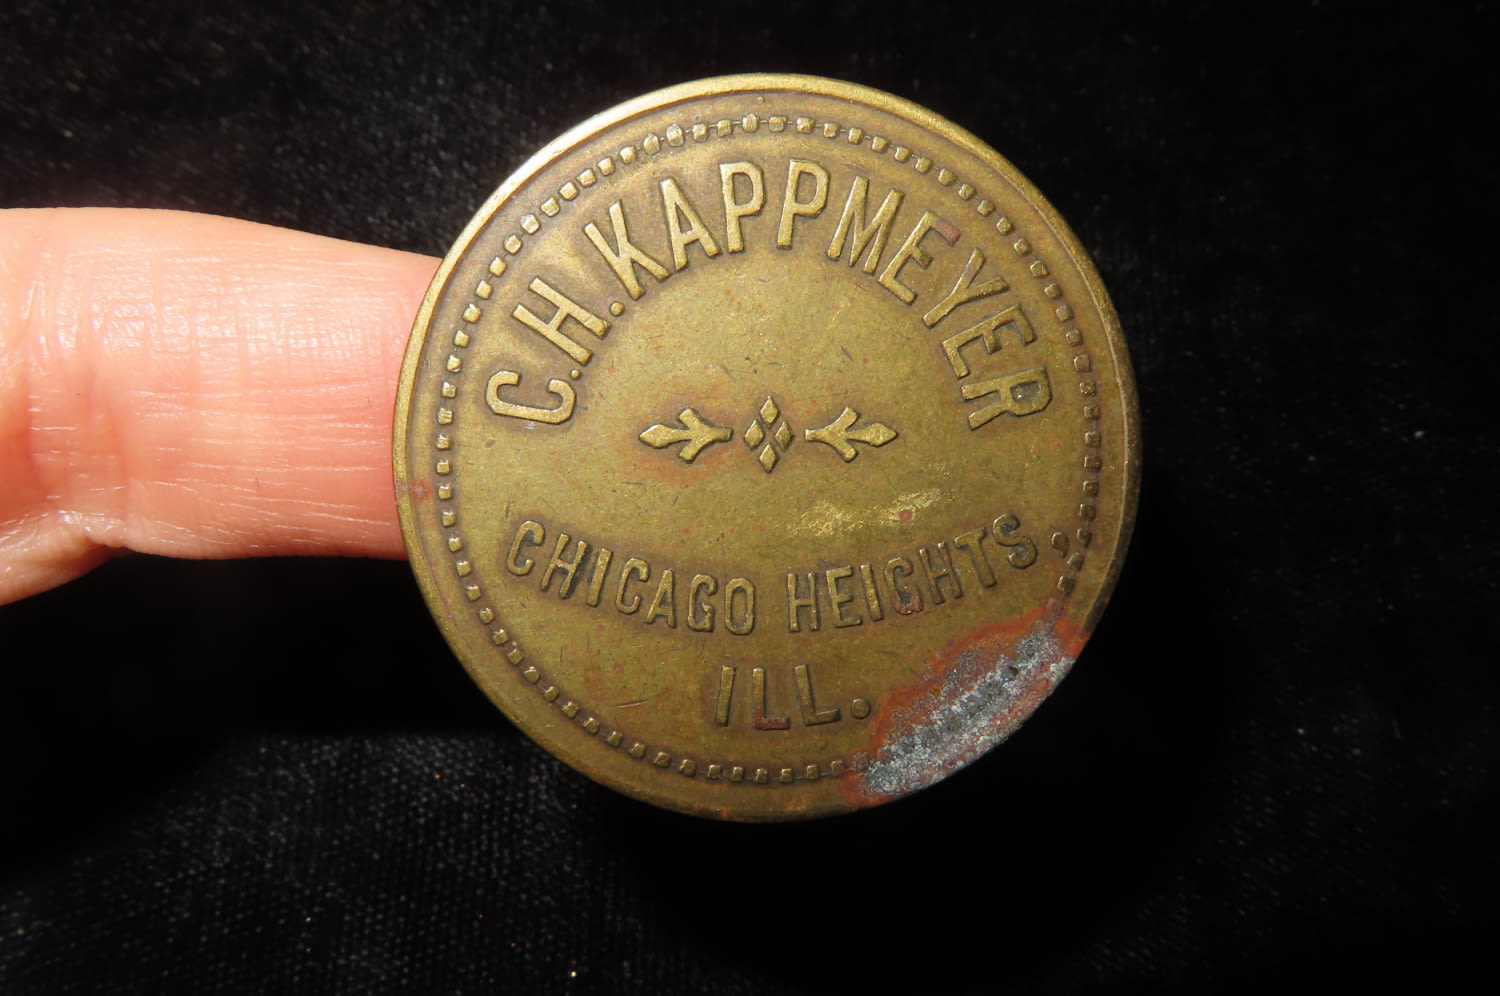 C.H. KAPPMEYER
CHICAGO HEIGHTS,
ILL.